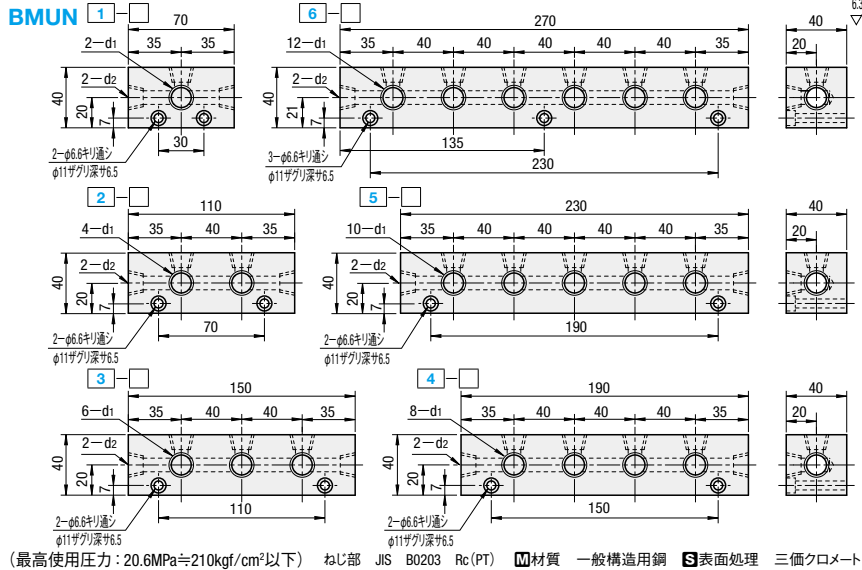 BMUN
1-□
70
35 35
2-d1
2-d2
40
20
7
30
2-φ6.6キリ通シ
φ11ザグリ深サ6.5
6-□
270
35 40 40 40 40 40 35
12-d1
2-d2
40
21
7
135
230
3-φ6.6キリ通シ
φ11ザグリ深サ6.5
6.3
40
20
2-□
110
35 40 35
4-d1
2-d2
40
20
7
70
2-φ6.6キリ通シ
φ11ザグリ深サ6.5
5-□
230
35 40 40 40 40 35
10-d1
2-d2
40
20
7
190
2-φ6.6キリ通シ
φ11ザグリ深サ6.5
40
20
3-□
150
35 40 40 35
6-d1
2-d2
40
20
7
110
2-φ6.6キリ通シ
φ11ザグリ深サ6.5
4-□
190
35 40 40 40 35
8-d1
2-d2
40
20
7
150
2-φ6.6キリ通シ
φ11ザグリ深サ6.5
40
20
(最高使用圧力:20.6MPa≒210kgf/cm²以下) ねじ部 JIS B0203 Rc(PT) M材質 一般構造用鋼 S表面処理 三価クロメート